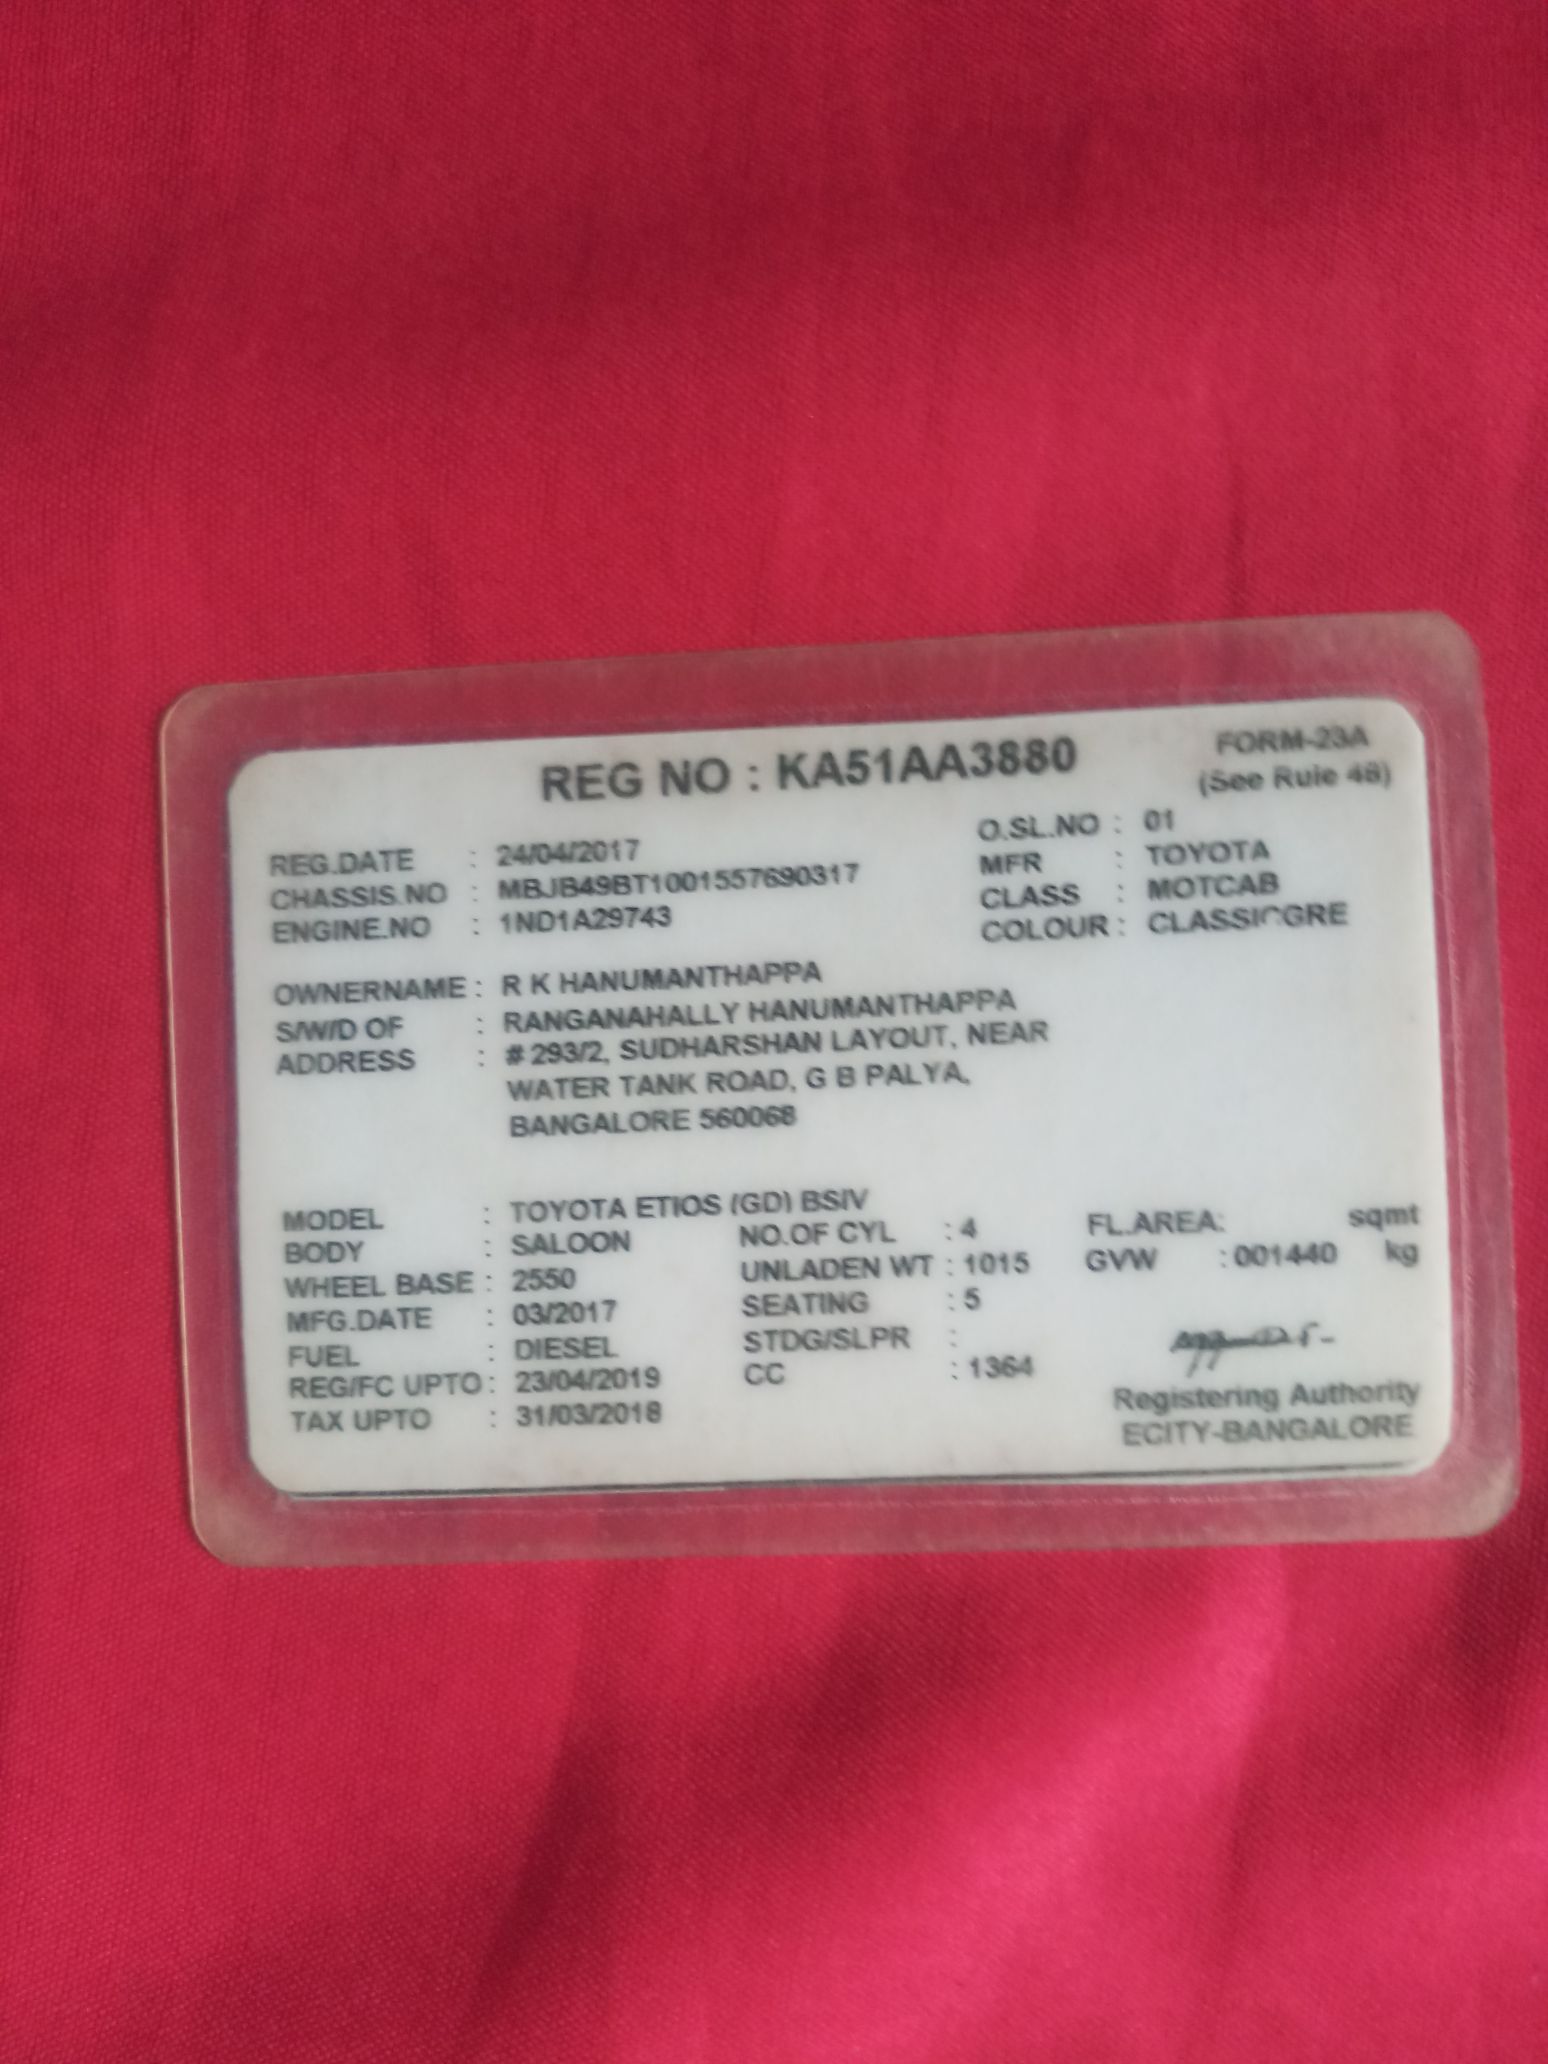 REG NO : KA51AA3880
FORM-23A
(See Rule 48)
REG.DATE : 24/04/2017
O.SL.NO : 01
CHASSIS.NO : MBJB49BT1001557690317
MFR : TOYOTA
ENGINE.NO : 1ND1A29743
CLASS : MOTCAB
COLOUR : CLASSICGRE
OWNERNAME : R K HANUMANTHAPPA
S/W/D OF : RANGANAHALLY HANUMANTHAPPA
ADDRESS : # 293/2, SUDHARSHAN LAYOUT, NEAR
WATER TANK ROAD, G B PALYA,
BANGALORE 560068
MODEL : TOYOTA ETIOS (GD) BSIV
BODY : SALOON NO.OF CYL : 4 FL.AREA: sqmt
WHEEL BASE : 2550 UNLADEN WT : 1015 GVW : 001440 kg
MFG.DATE : 03/2017 SEATING : 5
FUEL : DIESEL STDG/SLPR :
REG/FC UPTO : 23/04/2019 CC : 1364
TAX UPTO : 31/03/2018
Registering Authority
ECITY-BANGALORE